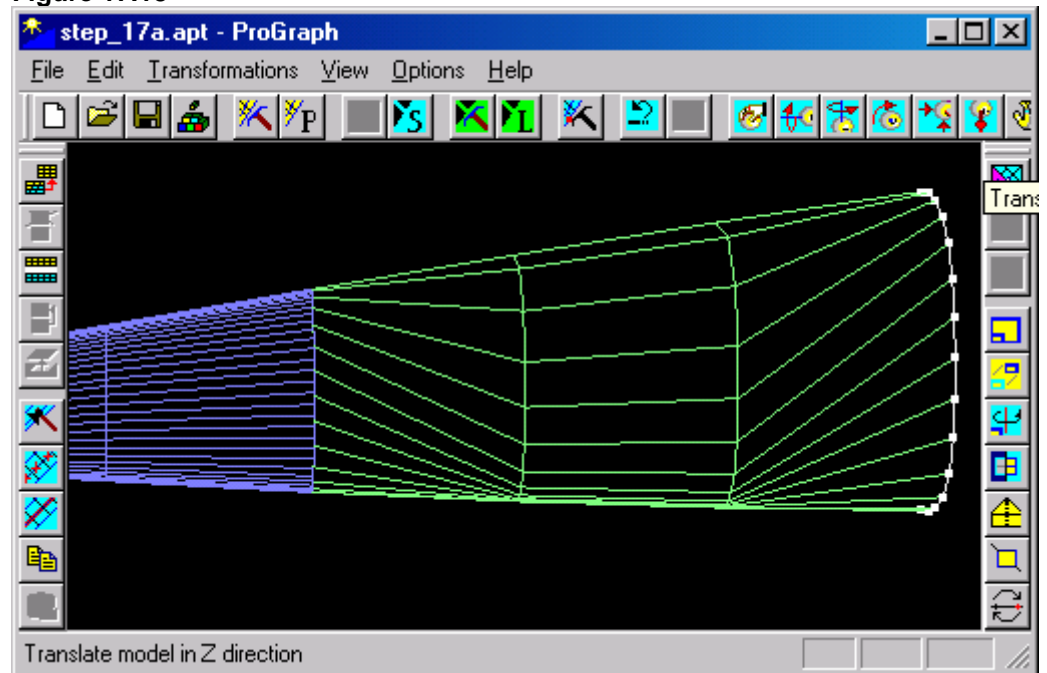 step_17a.apt - ProGraph
File Edit Transformations View Options Help
P S L
Trans
Translate model in Z direction